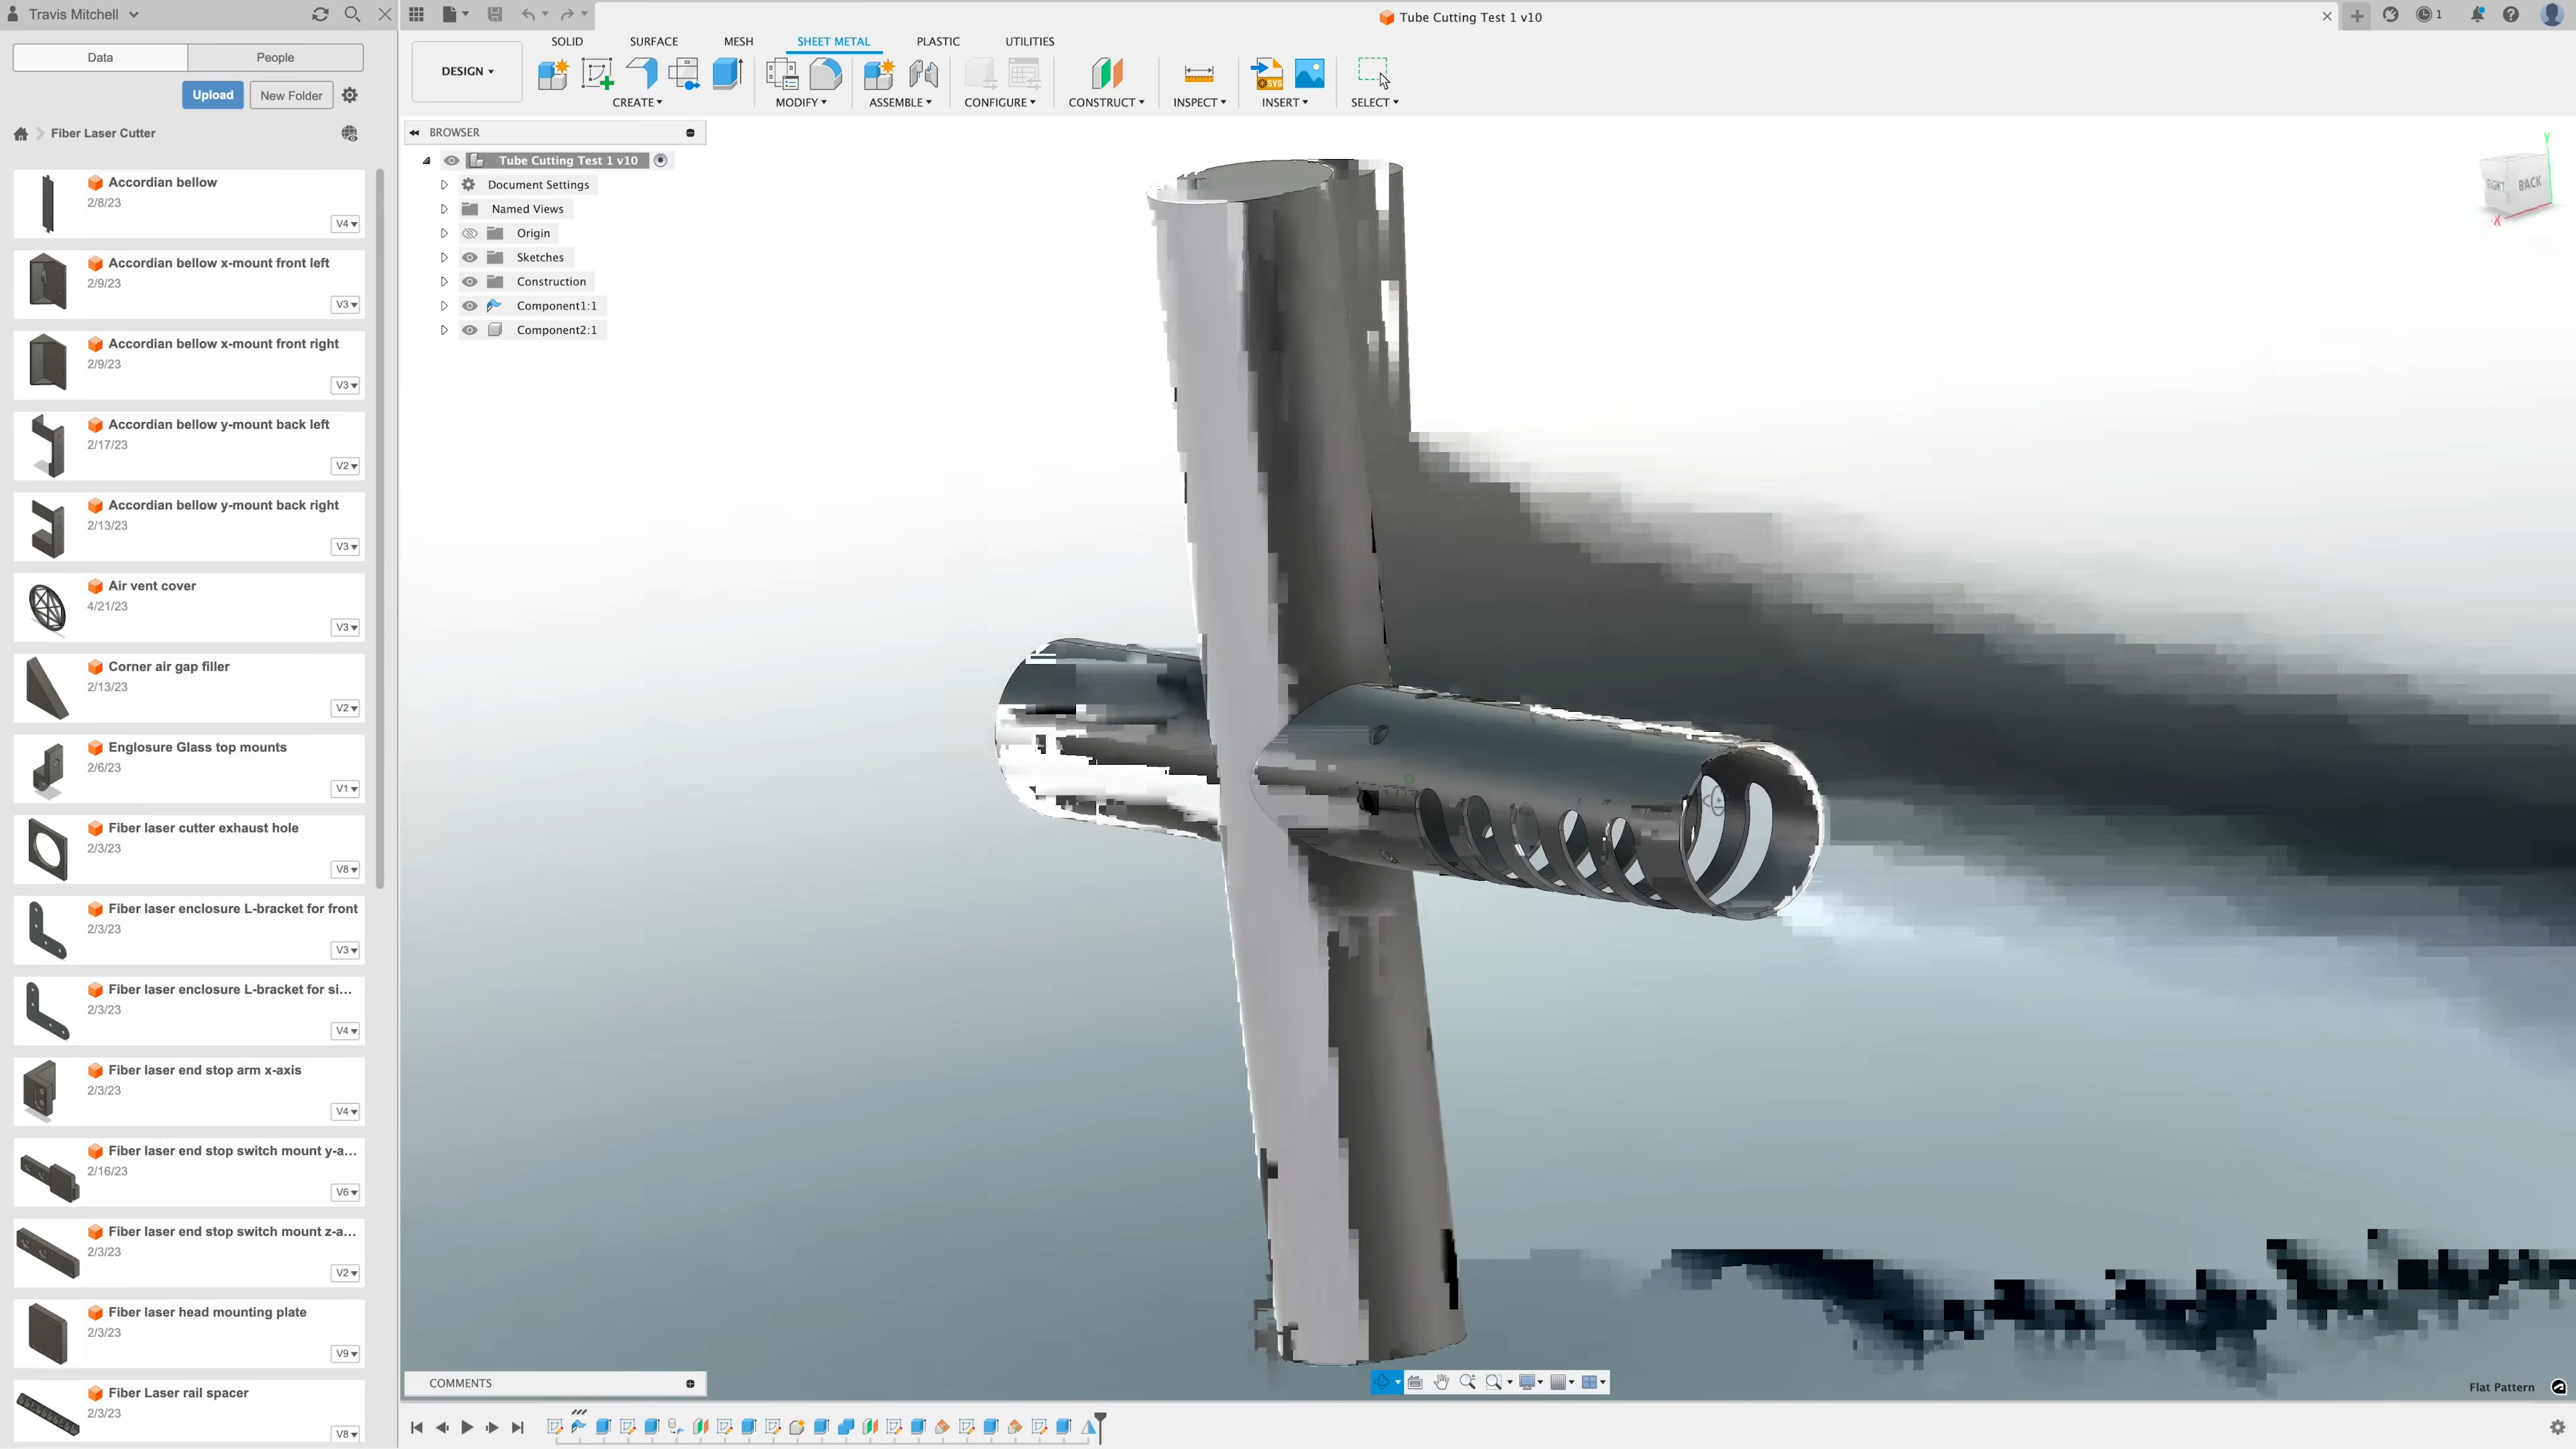 Travis Mitchell
Tube Cutting Test 1 v10
1
Data
People
Upload
New Folder
Fiber Laser Cutter
SOLID
SURFACE
MESH
SHEET METAL
PLASTIC
UTILITIES
DESIGN
CREATE
MODIFY
ASSEMBLE
CONFIGURE
CONSTRUCT
INSPECT
INSERT
SELECT
BROWSER
Tube Cutting Test 1 v10
Document Settings
Named Views
Origin
Sketches
Construction
Component1:1
Component2:1
Accordian bellow
2/8/23
V4
Accordian bellow x-mount front left
2/9/23
V3
Accordian bellow x-mount front right
2/9/23
V3
Accordian bellow y-mount back left
2/17/23
V2
Accordian bellow y-mount back right
2/13/23
V3
Air vent cover
4/21/23
V3
Corner air gap filler
2/13/23
V2
Englosure Glass top mounts
2/6/23
V1
Fiber laser cutter exhaust hole
2/3/23
V8
Fiber laser enclosure L-bracket for front
2/3/23
V3
Fiber laser enclosure L-bracket for si...
2/3/23
V4
Fiber laser end stop arm x-axis
2/3/23
V4
Fiber laser end stop switch mount y-a...
2/16/23
V6
Fiber laser end stop switch mount z-a...
2/3/23
V2
Fiber laser head mounting plate
2/3/23
V9
Fiber Laser rail spacer
2/3/23
V8
Y
RIGHT
BACK
X
COMMENTS
Flat Pattern